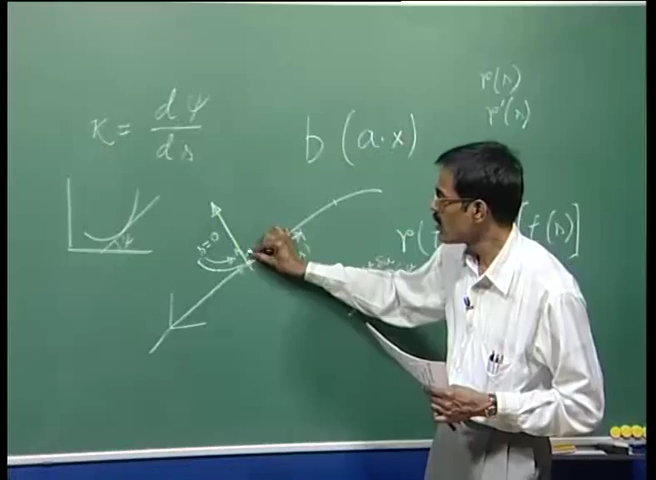 κ = dψ/ds
b (a·x)
r(s)
r'(s)
ψ
s=0
f(s)]